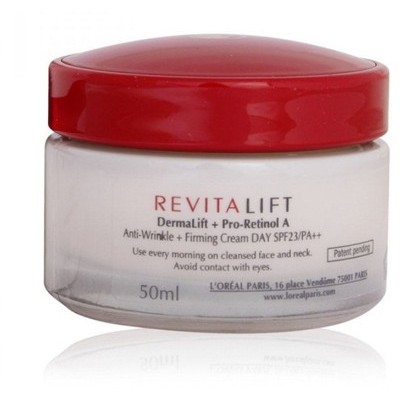 REVITALIFT
DermaLift + Pro-Retinol A
Anti-Wrinkle + Firming Cream DAY SPF23/PA++
Use every morning on cleansed face and neck.
Avoid contact with eyes.
Patent pending
50ml
L'ORÉAL PARIS, 16 place Vendôme 75001 PARIS
www.lorealparis.com